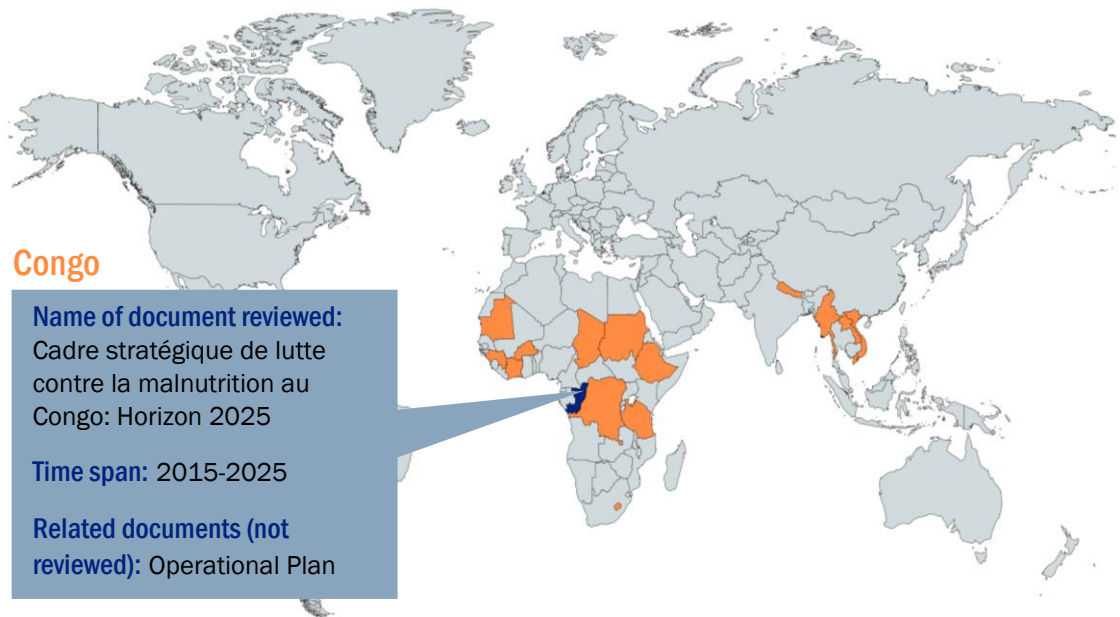 Congo
Name of document reviewed:
Cadre stratégique de lutte
contre la malnutrition au
Congo: Horizon 2025
Time span: 2015-2025
Related documents (not
reviewed): Operational Plan